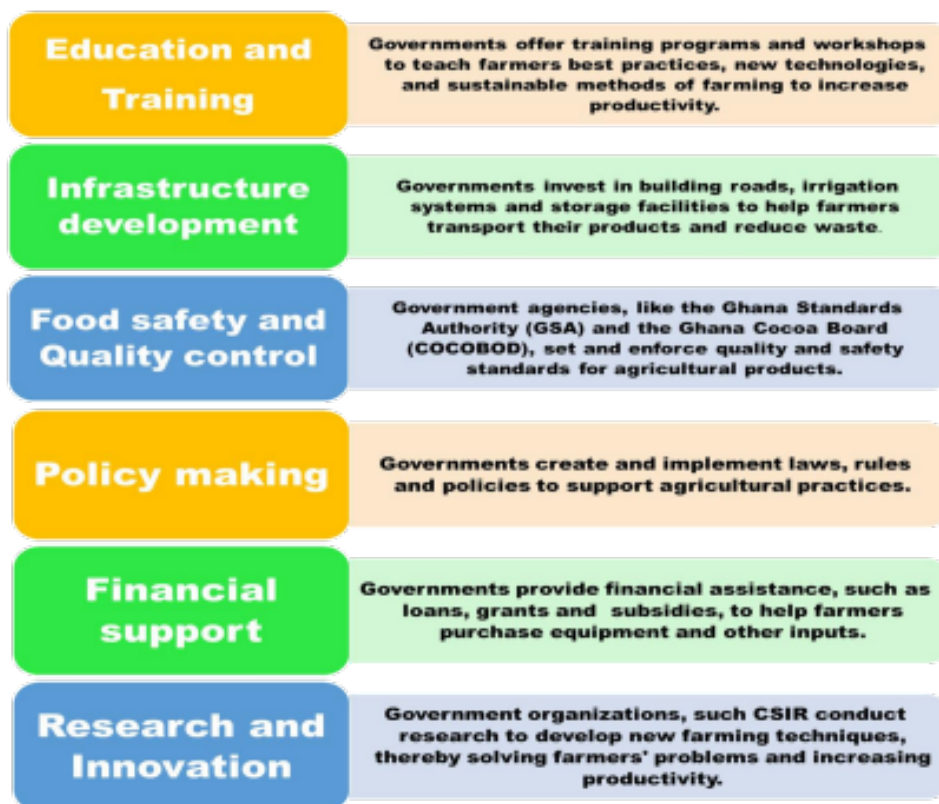 Education and
Training
Governments offer training programs and workshops
to teach farmers best practices, new technologies,
and sustainable methods of farming to increase
productivity.
Infrastructure
development
Governments invest in building roads, irrigation
systems and storage facilities to help farmers
transport their products and reduce waste.
Food safety and
Quality control
Government agencies, like the Ghana Standards
Authority (GSA) and the Ghana Cocoa Board
(COCOBOD), set and enforce quality and safety
standards for agricultural products.
Policy making
Governments create and implement laws, rules
and policies to support agricultural practices.
Financial
support
Governments provide financial assistance, such as
loans, grants and subsidies, to help farmers
purchase equipment and other inputs.
Research and
Innovation
Government organizations, such CSIR conduct
research to develop new farming techniques,
thereby solving farmers' problems and increasing
productivity.